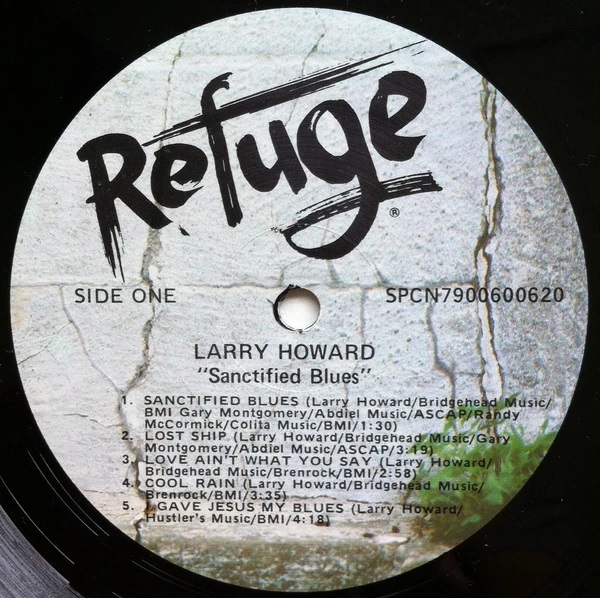 Refuge
®
SIDE ONE
SPCN7900600620
LARRY HOWARD
"Sanctified Blues"
1. SANCTIFIED BLUES (Larry Howard/Bridgehead Music/
BMI Gary Montgomery/Abdiel Music/ASCAP/Randy
McCormick/Colita Music/BMI/1:30)
2. LOST SHIP (Larry Howard/Bridgehead Music/Gary
Montgomery/Abdiel Music/ASCAP/3:19)
3. LOVE AIN'T WHAT YOU SAY (Larry Howard/
Bridgehead Music/Brenrock/BMI/2:58)
4. COOL RAIN (Larry Howard/Bridgehead Music/
Brenrock/BMI/3:35)
5. I GAVE JESUS MY BLUES (Larry Howard/
Hustler's Music/BMI/4:18)